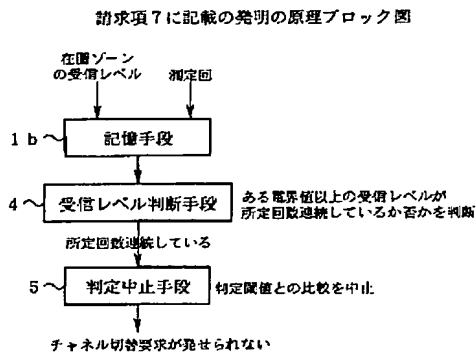 請求項7に記載の発明の原理ブロック図
在圏ゾーン
の受信レベル
測定回
1b
記憶手段
4
受信レベル判断手段
ある電界値以上の受信レベルが
所定回数連続しているか否かを判断
所定回数連続している
5
判定中止手段
判定閾値との比較を中止
チャネル切替要求が発せられない